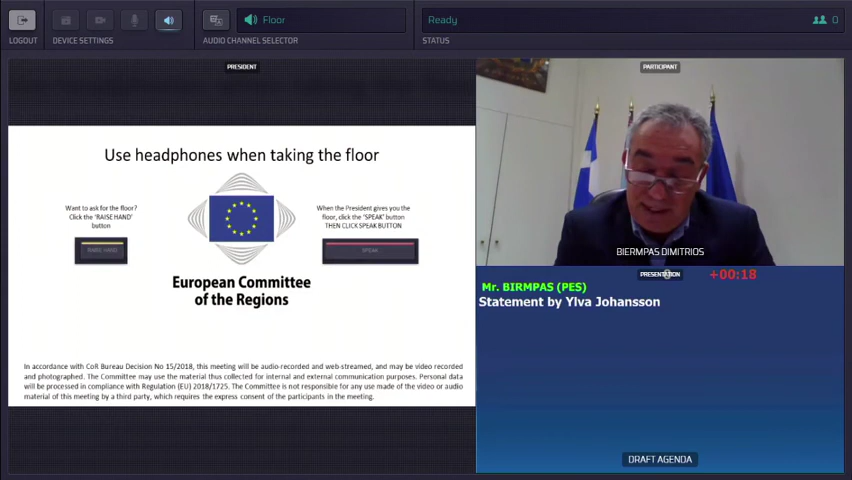 LOGOUT
DEVICE SETTINGS
Floor
AUDIO CHANNEL SELECTOR
Ready
0
STATUS
PRESIDENT
Use headphones when taking the floor
Want to ask for the floor?
Click the 'RAISE HAND'
button
RAISE HAND
When the President gives you the
floor, click the 'SPEAK' button
THEN CLICK SPEAK BUTTON
SPEAK
European Committee
of the Regions
In accordance with CoR Bureau Decision No 15/2018, this meeting will be audio-recorded and web-streamed, and may be video recorded
and photographed. The Committee may use the material thus collected for internal and external communication purposes. Personal data
will be processed in compliance with Regulation (EU) 2018/1725. The Committee is not responsible for any use made of the video or audio
material of this meeting by a third party, which requires the express consent of the participants in the meeting.
PARTICIPANT
BIERMPAS DIMITRIOS
PRESENTATION
+00:18
Mr. BIRMPAS (PES)
Statement by Ylva Johansson
DRAFT AGENDA